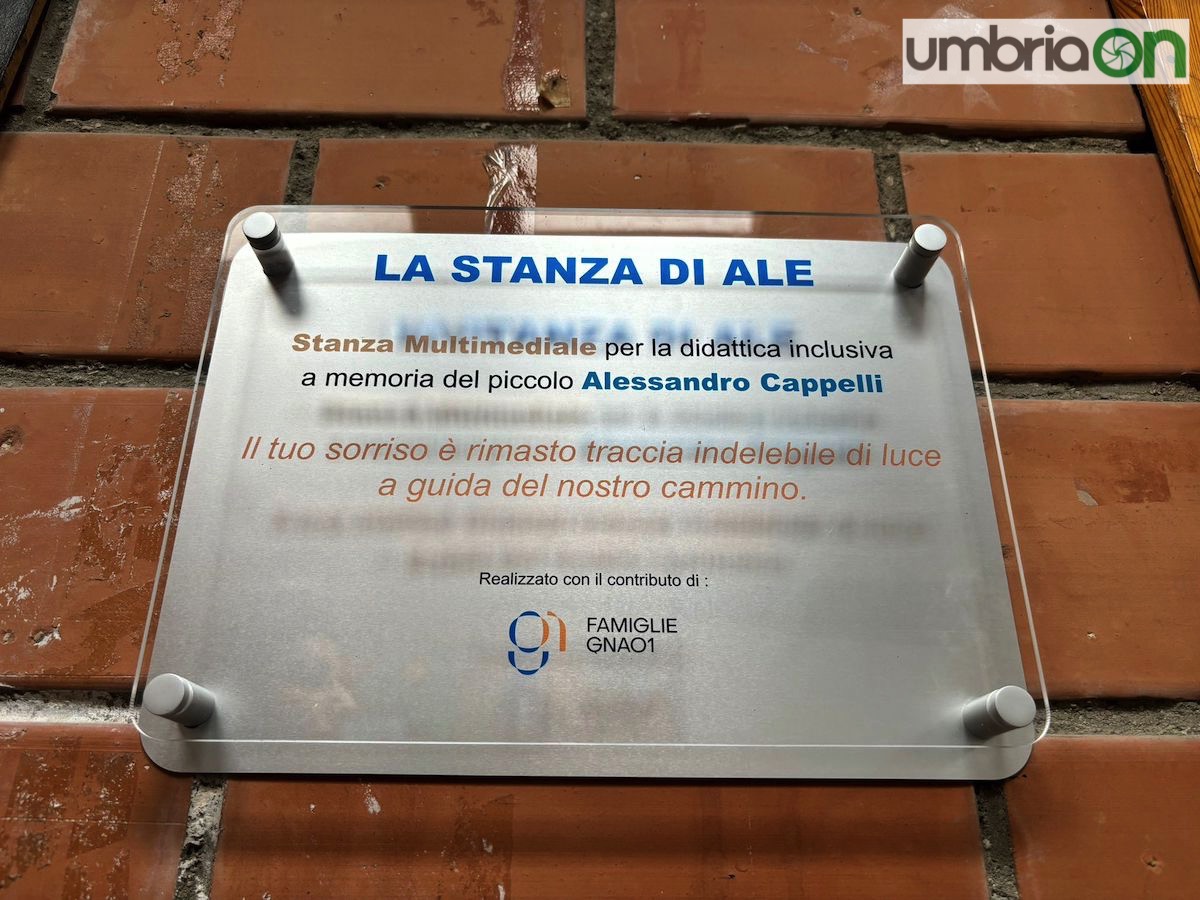 umbriaON
LA STANZA DI ALE
Stanza Multimediale per la didattica inclusiva
a memoria del piccolo Alessandro Cappelli
Il tuo sorriso è rimasto traccia indelebile di luce
a guida del nostro cammino.
Realizzato con il contributo di :
FAMIGLIE
GNAO1